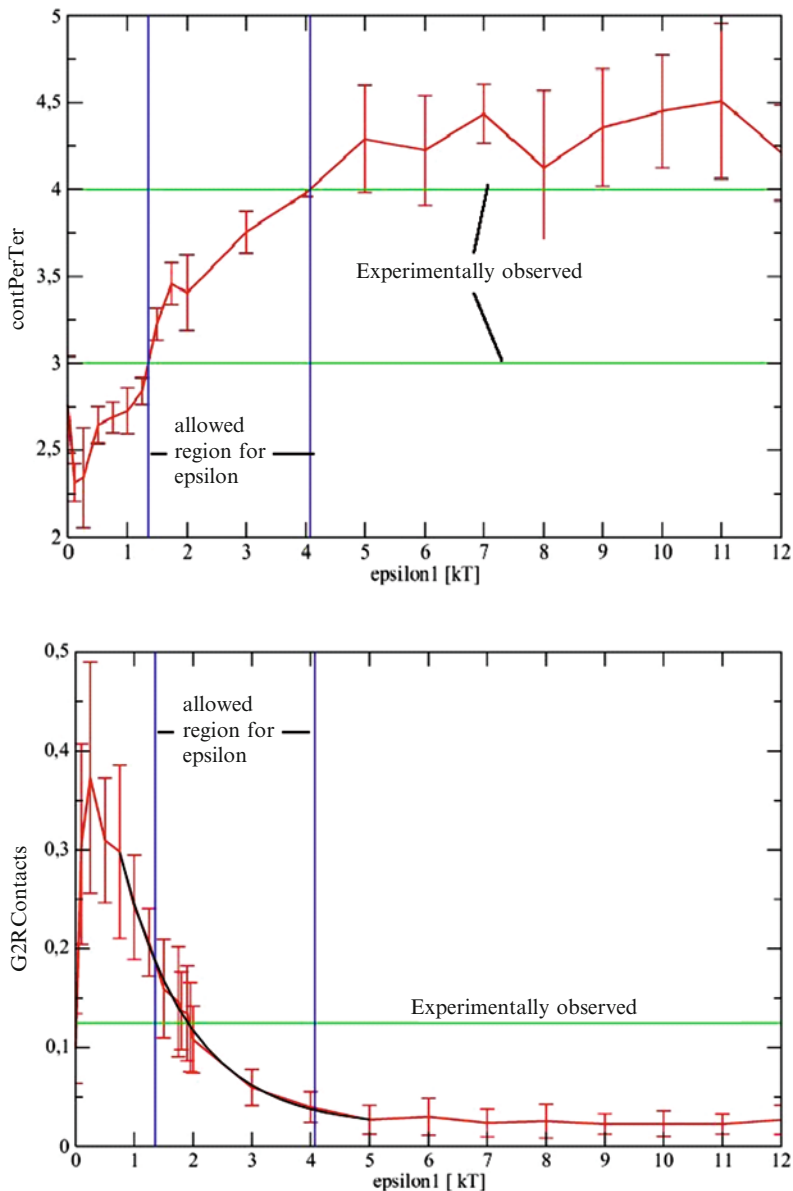 5
4,5
4
3,5
3
2,5
2
contPerTer
Experimentally observed
allowed
region for
epsilon
0 1 2 3 4 5 6 7 8 9 10 11 12
epsilon1 [kT]
0,5
0,4
0,3
0,2
0,1
0
G2RContacts
allowed
region for
epsilon
Experimentally observed
0 1 2 3 4 5 6 7 8 9 10 11 12
epsilon1 [ kT]